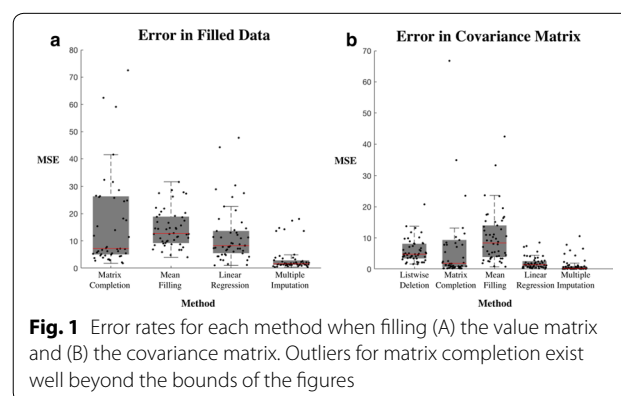 a
Error in Filled Data
80
70
60
50
MSE
40
30
20
10
0
Matrix Completion
Mean Filling
Linear Regression
Multiple Imputation
Method
b
Error in Covariance Matrix
70
60
50
MSE
40
30
20
10
0
Listwise Deletion
Matrix Completion
Mean Filling
Linear Regression
Multiple Imputation
Method
Fig. 1 Error rates for each method when filling (A) the value matrix
and (B) the covariance matrix. Outliers for matrix completion exist
well beyond the bounds of the figures